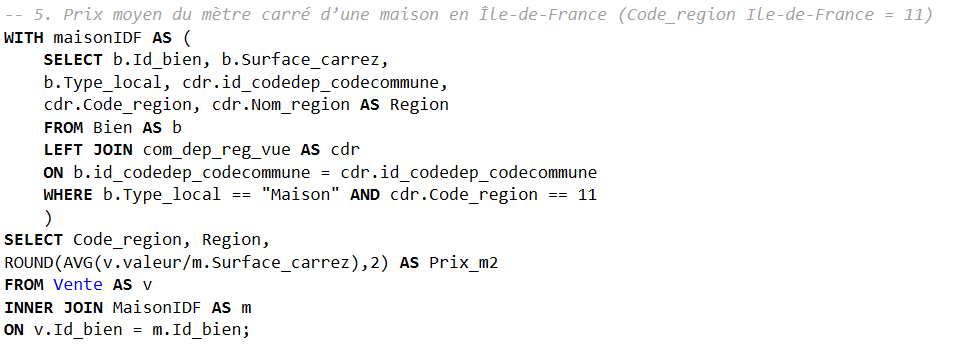 -- 5. Prix moyen du mètre carré d’une maison en Île-de-France (Code_region Ile-de-France = 11)
WITH maisonIDF AS (
    SELECT b.Id_bien, b.Surface_carrez,
    b.Type_local, cdr.id_codedep_codecommune,
    cdr.Code_region, cdr.Nom_region AS Region
    FROM Bien AS b
    LEFT JOIN com_dep_reg_vue AS cdr
    ON b.id_codedep_codecommune = cdr.id_codedep_codecommune
    WHERE b.Type_local == "Maison" AND cdr.Code_region == 11
    )
SELECT Code_region, Region,
ROUND(AVG(v.valeur/m.Surface_carrez),2) AS Prix_m2
FROM Vente AS v
INNER JOIN MaisonIDF AS m
ON v.Id_bien = m.Id_bien;